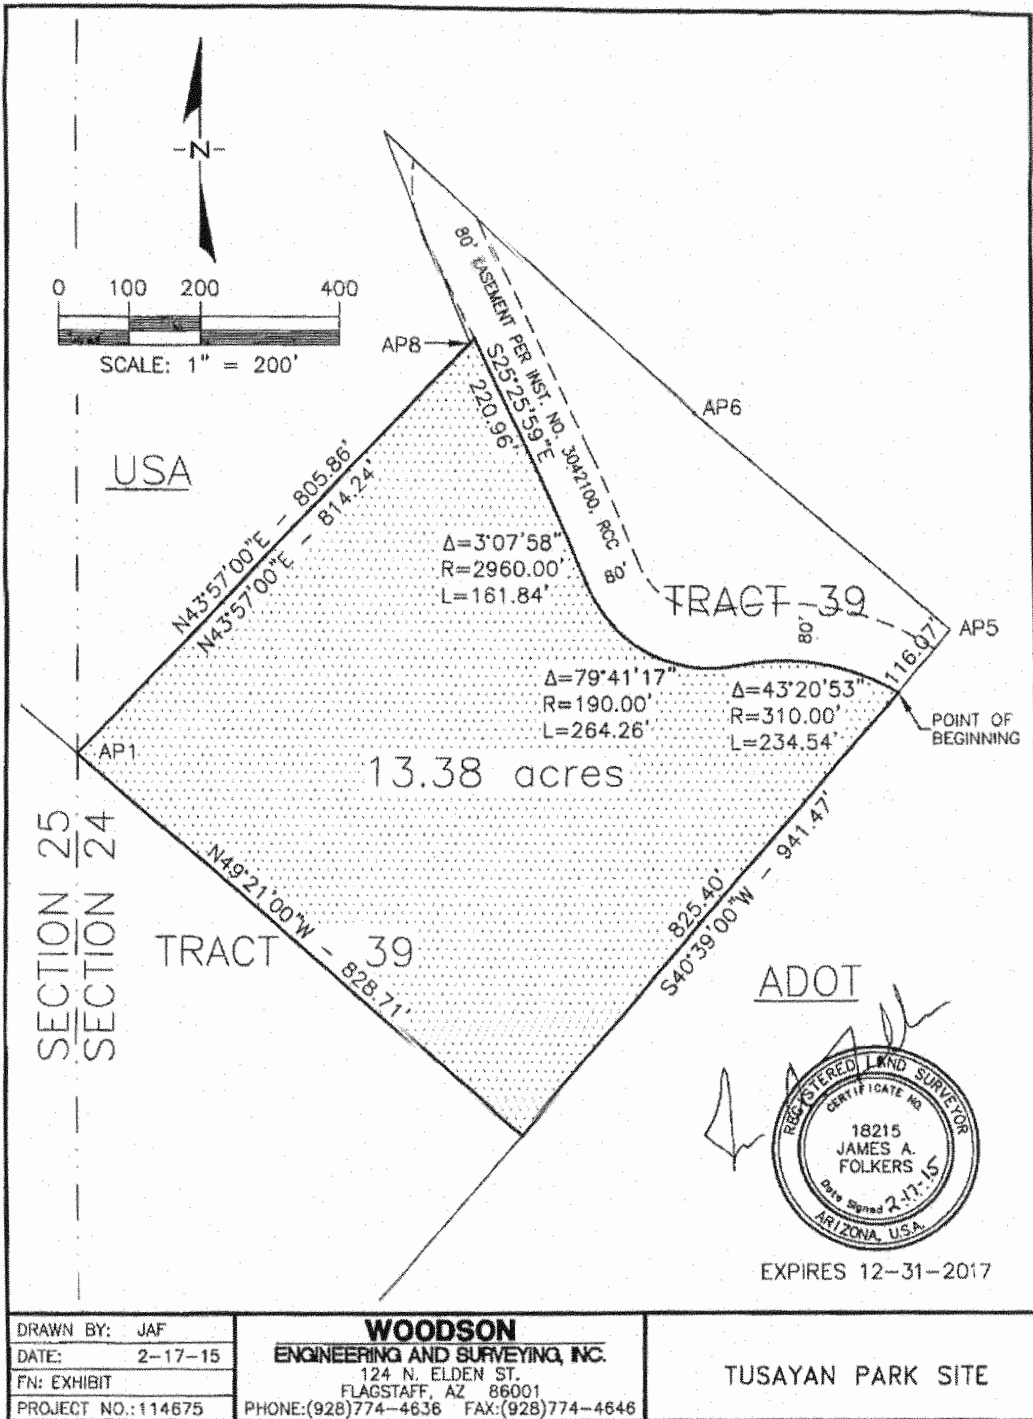 -N-
0 100 200 400
SCALE: 1" = 200'
AP8
80' EASEMENT PER INST. NO. 3042100, RCC
S25°25'59"E
220.96'
AP6
USA
N43°57'00"E - 805.86'
N43°57'00"E - 814.24'
Δ=3°07'58"
R=2960.00'
L=161.84'
80'
TRACT 39
80'
AP5
116.07'
Δ=79°41'17"
R=190.00'
L=264.26'
Δ=43°20'53"
R=310.00'
L=234.54'
POINT OF
BEGINNING
AP1
13.38 acres
SECTION 25
SECTION 24
N49°21'00"W - 828.71'
TRACT 39
825.40'
S40°39'00"W - 941.47'
ADOT
REGISTERED LAND SURVEYOR
CERTIFICATE NO.
18215
JAMES A.
FOLKERS
Date Signed 2-17-15
ARIZONA, U.S.A.
EXPIRES 12-31-2017
DRAWN BY: JAF
DATE: 2-17-15
FN: EXHIBIT
PROJECT NO.:114675
WOODSON
ENGINEERING AND SURVEYING, INC.
124 N. ELDEN ST.
FLAGSTAFF, AZ 86001
PHONE:(928)774-4636 FAX:(928)774-4646
TUSAYAN PARK SITE